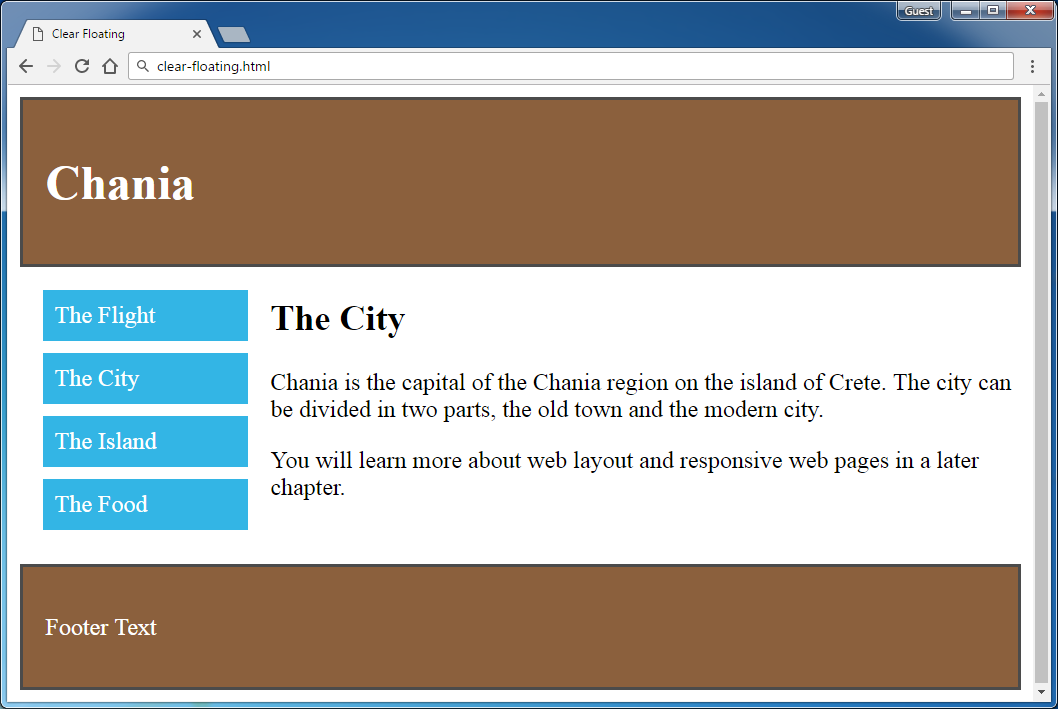 Guest
Clear Floating
clear-floating.html
Chania
The Flight
The City
The Island
The Food
The City
Chania is the capital of the Chania region on the island of Crete. The city can
be divided in two parts, the old town and the modern city.
You will learn more about web layout and responsive web pages in a later
chapter.
Footer Text